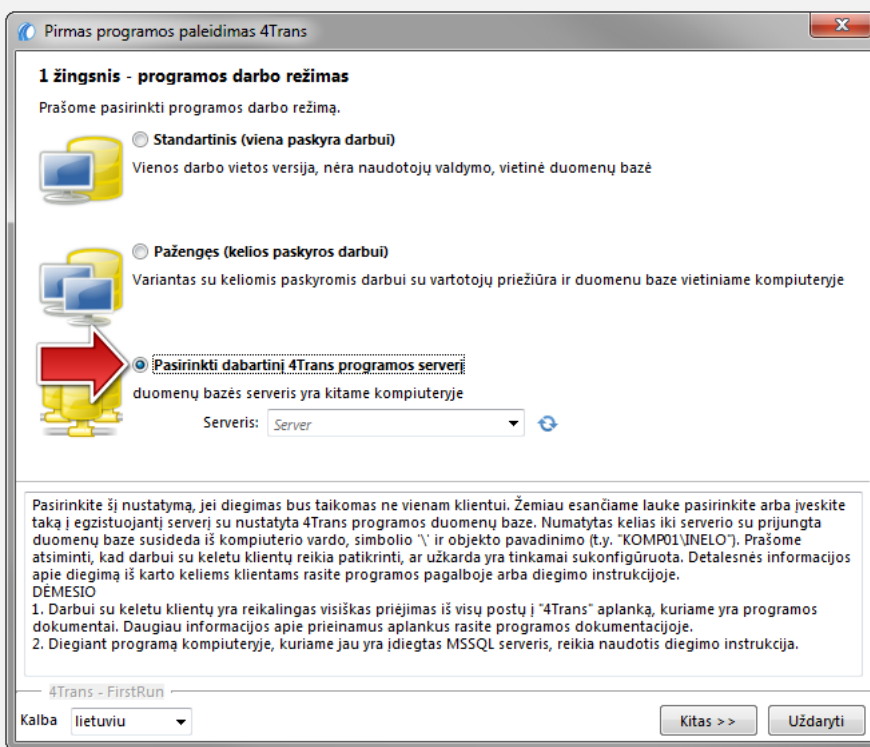 Pirmas programos paleidimas 4Trans
1 žingsnis - programos darbo režimas
Prašome pasirinkti programos darbo režimą.
Standartinis (viena paskyra darbui)
Vienos darbo vietos versija, nėra naudotojų valdymo, vietinė duomenų bazė
Pažengęs (kelios paskyros darbui)
Variantas su keliomis paskyromis darbui su vartotojų priežiūra ir duomenu baze vietiniame kompiuteryje
Pasirinkti dabartinį 4Trans programos serverį
duomenų bazės serveris yra kitame kompiuteryje
Serveris: Server
Pasirinkite šį nustatymą, jei diegimas bus taikomas ne vienam klientui. Žemiau esančiame lauke pasirinkite arba įveskite
taką į egzistuojantį serverį su nustatyta 4Trans programos duomenų baze. Numatytas kelias iki serverio su prijungta
duomenų baze susideda iš kompiuterio vardo, simbolio '\' ir objekto pavadinimo (t.y. "KOMP01\INELO"). Prašome
atsiminti, kad darbui su keletu klientų reikia patikrinti, ar užkarda yra tinkamai sukonfigūruota. Detalesnės informacijos
apie diegimą iš karto keliems klientams rasite programos pagalboje arba diegimo instrukcijoje.
DĖMESIO
1. Darbui su keletu klientų yra reikalingas visiškas priėjimas iš visų postų į "4Trans" aplanką, kuriame yra programos
dokumentai. Daugiau informacijos apie prieinamus aplankus rasite programos dokumentacijoje.
2. Diegiant programą kompiuteryje, kuriame jau yra įdiegtas MSSQL serveris, reikia naudotis diegimo instrukcija.
4Trans - FirstRun
Kalba lietuviu Kitas >> Uždaryti